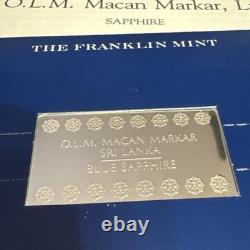 O.L.M. Macan Markar,
SAPPHIRE
THE FRANKLIN MINT
O.L.M. MACAN MARKAR
SRI LANKA
BLUE SAPPHIRE